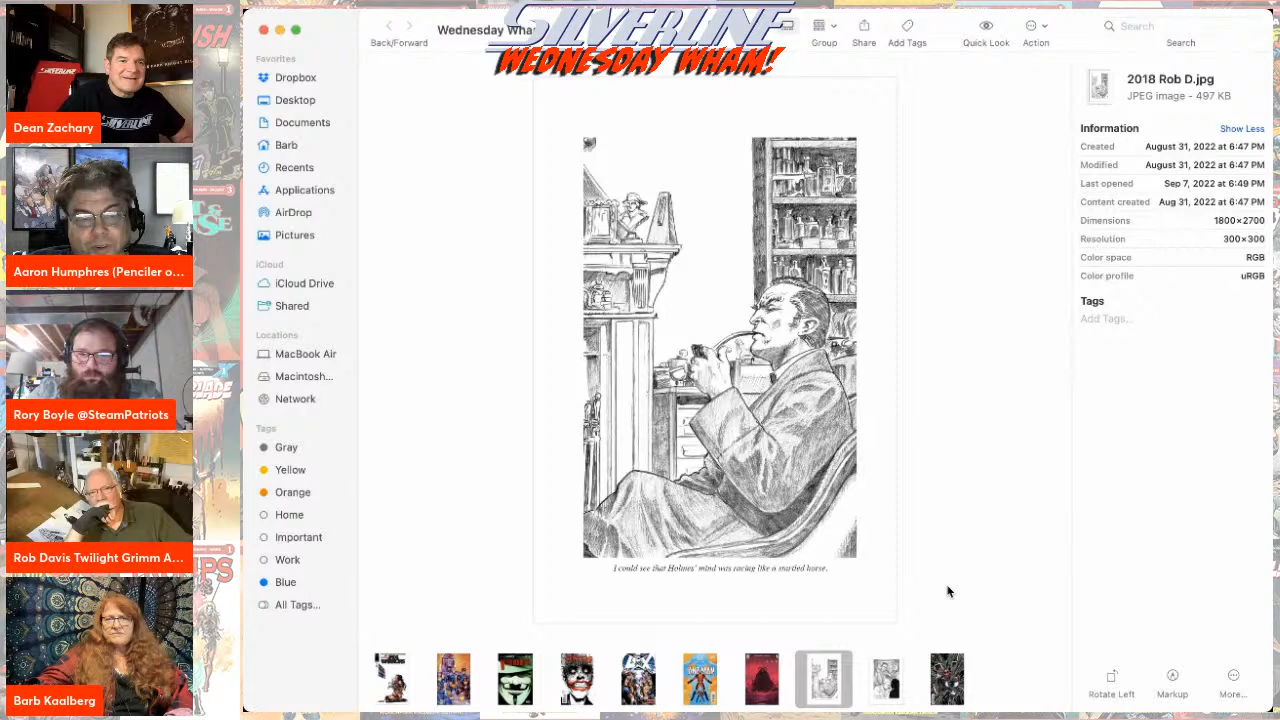 SILVERLINE
WEDNESDAY WHAM!
Dean Zachary
Aaron Humphres (Penciler o...
Rory Boyle @SteamPatriots
Rob Davis Twilight Grimm A...
Barb Kaalberg
Back/Forward
Wednesday Wha
Group
Share
Add Tags
Quick Look
Action
Search
Search
Favorites
Dropbox
Desktop
Documents
Barb
Recents
Applications
AirDrop
Pictures
iCloud
iCloud Drive
Shared
Locations
MacBook Air
Macintosh...
Network
Tags
Gray
Yellow
Orange
Home
Important
Work
Blue
All Tags...
I could see that Holmes' mind was racing like a startled horse.
2018 Rob D.jpg
JPEG image - 497 KB
Information
Show Less
Created August 31, 2022 at 6:47 PM
Modified August 31, 2022 at 6:47 PM
Last opened Sep 7, 2022 at 6:49 PM
Content created Aug 31, 2022 at 6:47 PM
Dimensions 1800×2700
Resolution 300×300
Color space RGB
Color profile uRGB
Tags
Add Tags...
Rotate Left
Markup
More...